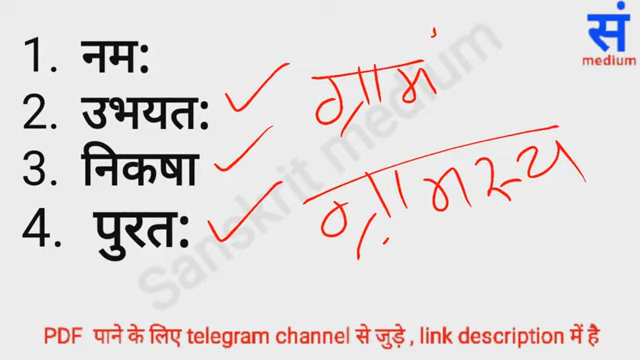 सं
medium
1. नम:
2. उभयत:
3. निकषा
4. पुरत:
ग्रामं
ग्रामस्य
Sanskrit medium
PDF पाने के लिए telegram channel से जुड़े , link description में है